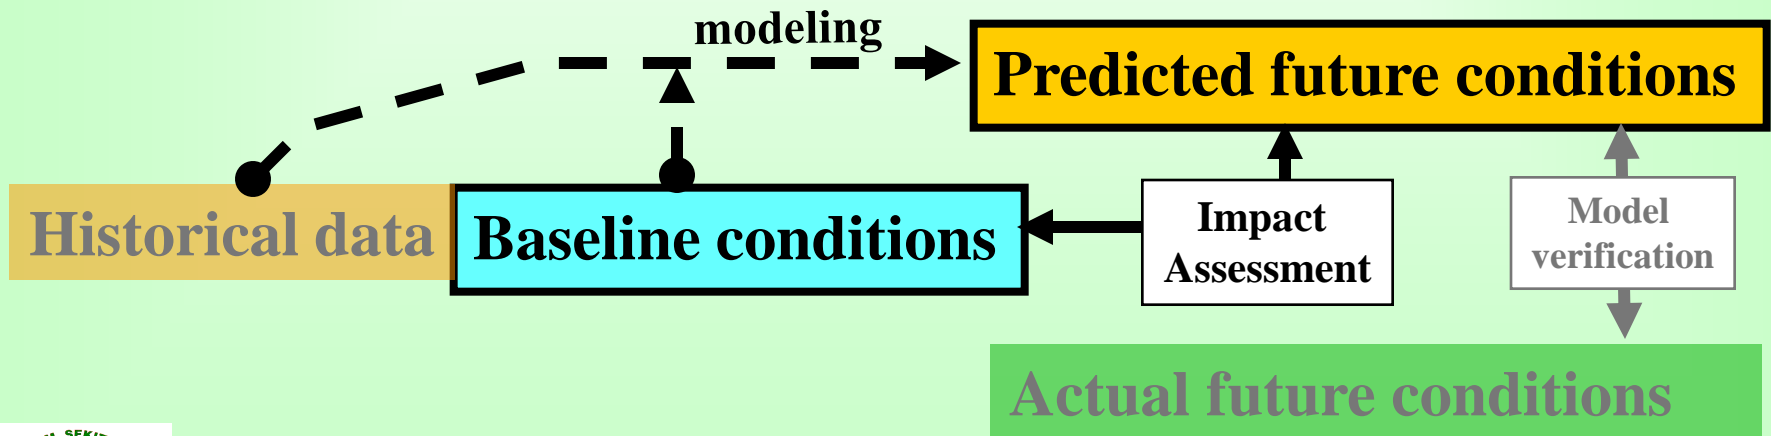 modeling
Predicted future conditions
Historical data
Baseline conditions
Impact
Assessment
Model
verification
Actual future conditions